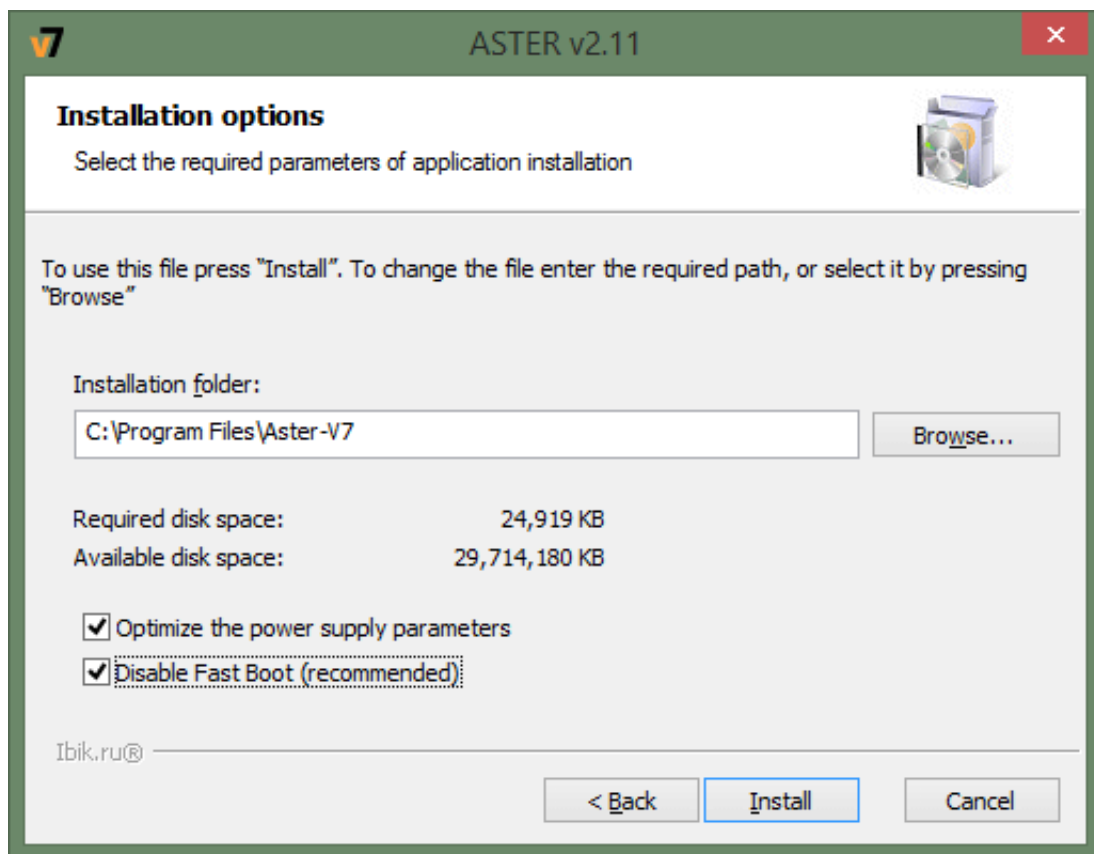 v7
ASTER v2.11
Installation options
Select the required parameters of application installation
To use this file press “Install”. To change the file enter the required path, or select it by pressing
“Browse”
Installation folder:
C:\Program Files\Aster-V7
Browse...
Required disk space: 24,919 KB
Available disk space: 29,714,180 KB
Optimize the power supply parameters
Disable Fast Boot (recommended)
Ibik.ru®
< Back Install Cancel